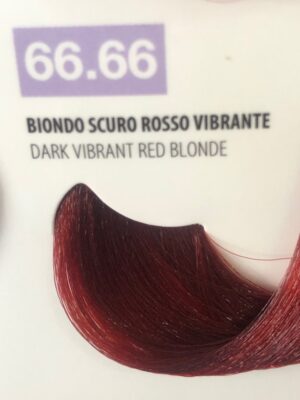 66.66
BIONDO SCURO ROSSO VIBRANTE
DARK VIBRANT RED BLONDE